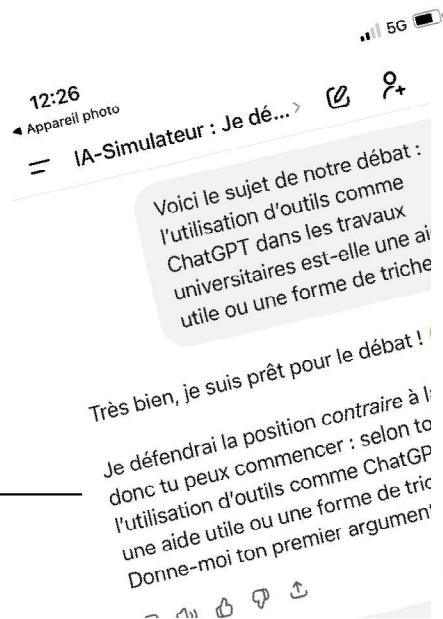 12:26
5G
Appareil photo
IA-Simulateur : Je dé...
Voici le sujet de notre débat :
l'utilisation d'outils comme
ChatGPT dans les travaux
universitaires est-elle une
utile ou une forme de triche
Très bien, je suis prêt pour le débat !
Je défendrai la position contraire à
donc tu peux commencer : selon
l'utilisation d'outils comme
une aide utile ou une forme de
Donne-moi ton premier argument